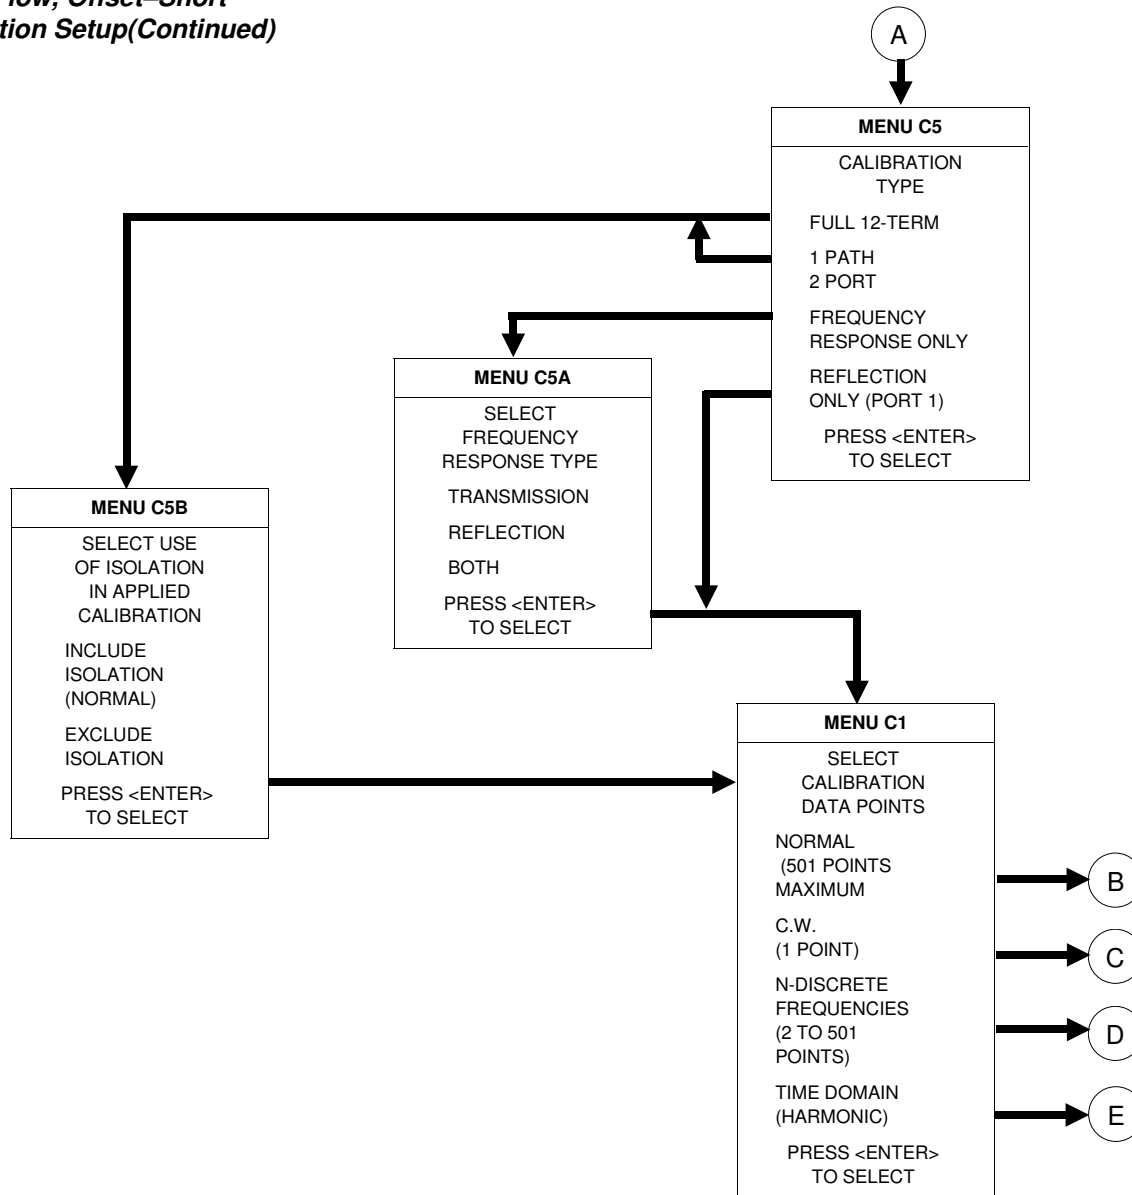 Offset–Short
tion Setup(Continued)
A
MENU C5
CALIBRATION
TYPE
FULL 12-TERM
1 PATH
2 PORT
FREQUENCY
RESPONSE ONLY
REFLECTION
ONLY (PORT 1)
PRESS <ENTER>
TO SELECT
MENU C5A
SELECT
FREQUENCY
RESPONSE TYPE
TRANSMISSION
REFLECTION
BOTH
PRESS <ENTER>
TO SELECT
MENU C5B
SELECT USE
OF ISOLATION
IN APPLIED
CALIBRATION
INCLUDE
ISOLATION
(NORMAL)
EXCLUDE
ISOLATION
PRESS <ENTER>
TO SELECT
MENU C1
SELECT
CALIBRATION
DATA POINTS
NORMAL
(501 POINTS
MAXIMUM
C.W.
(1 POINT)
N-DISCRETE
FREQUENCIES
(2 TO 501
POINTS)
TIME DOMAIN
(HARMONIC)
PRESS <ENTER>
TO SELECT
B
C
D
E